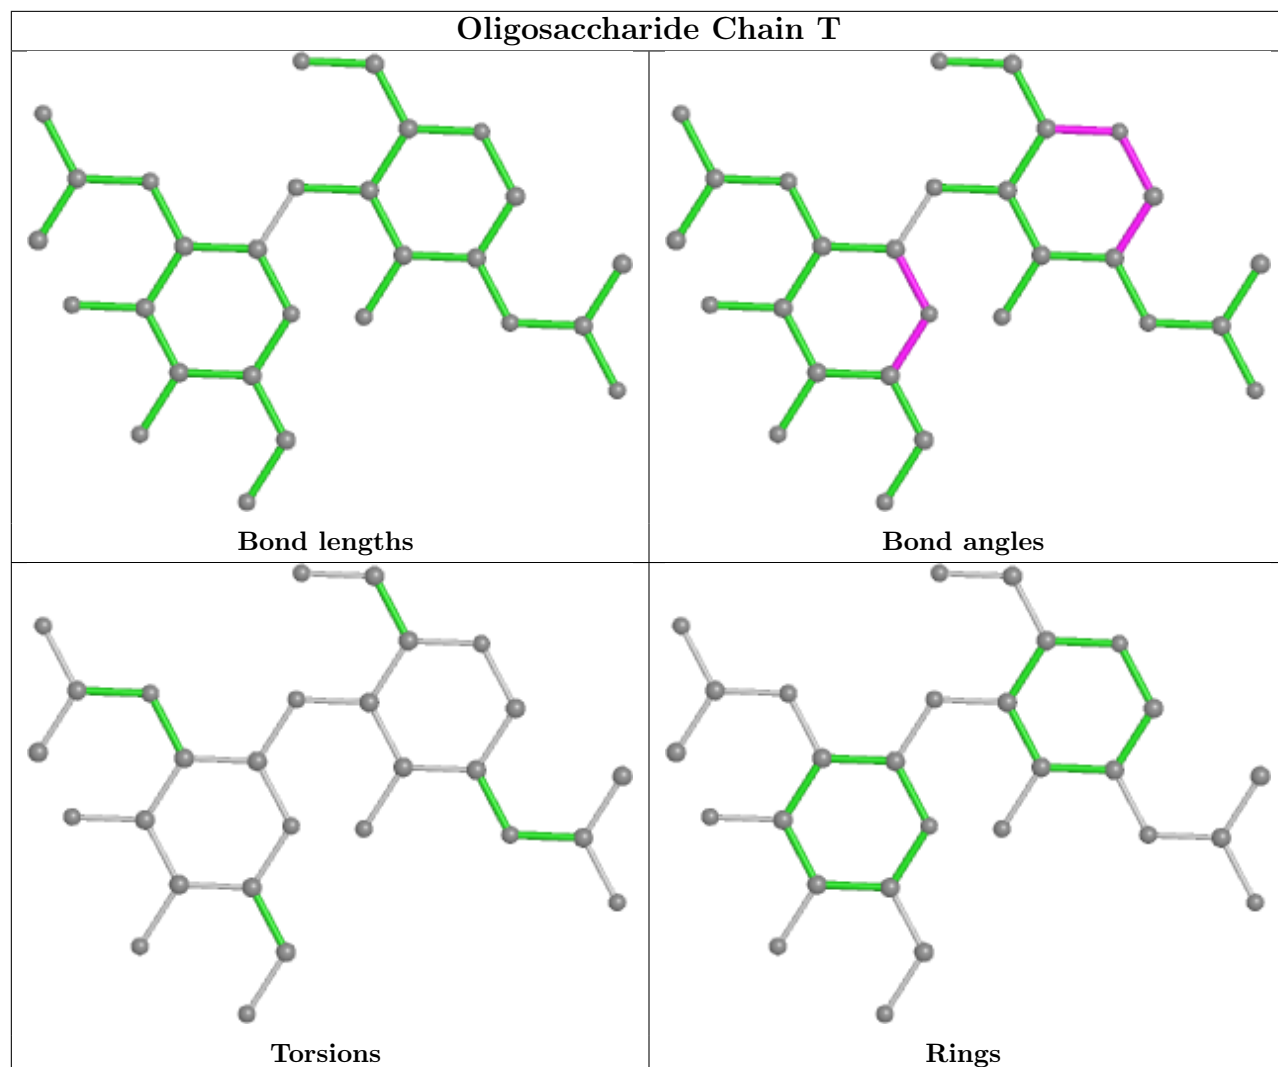 Oligosaccharide Chain T
Bond lengths
Bond angles
Torsions
Rings